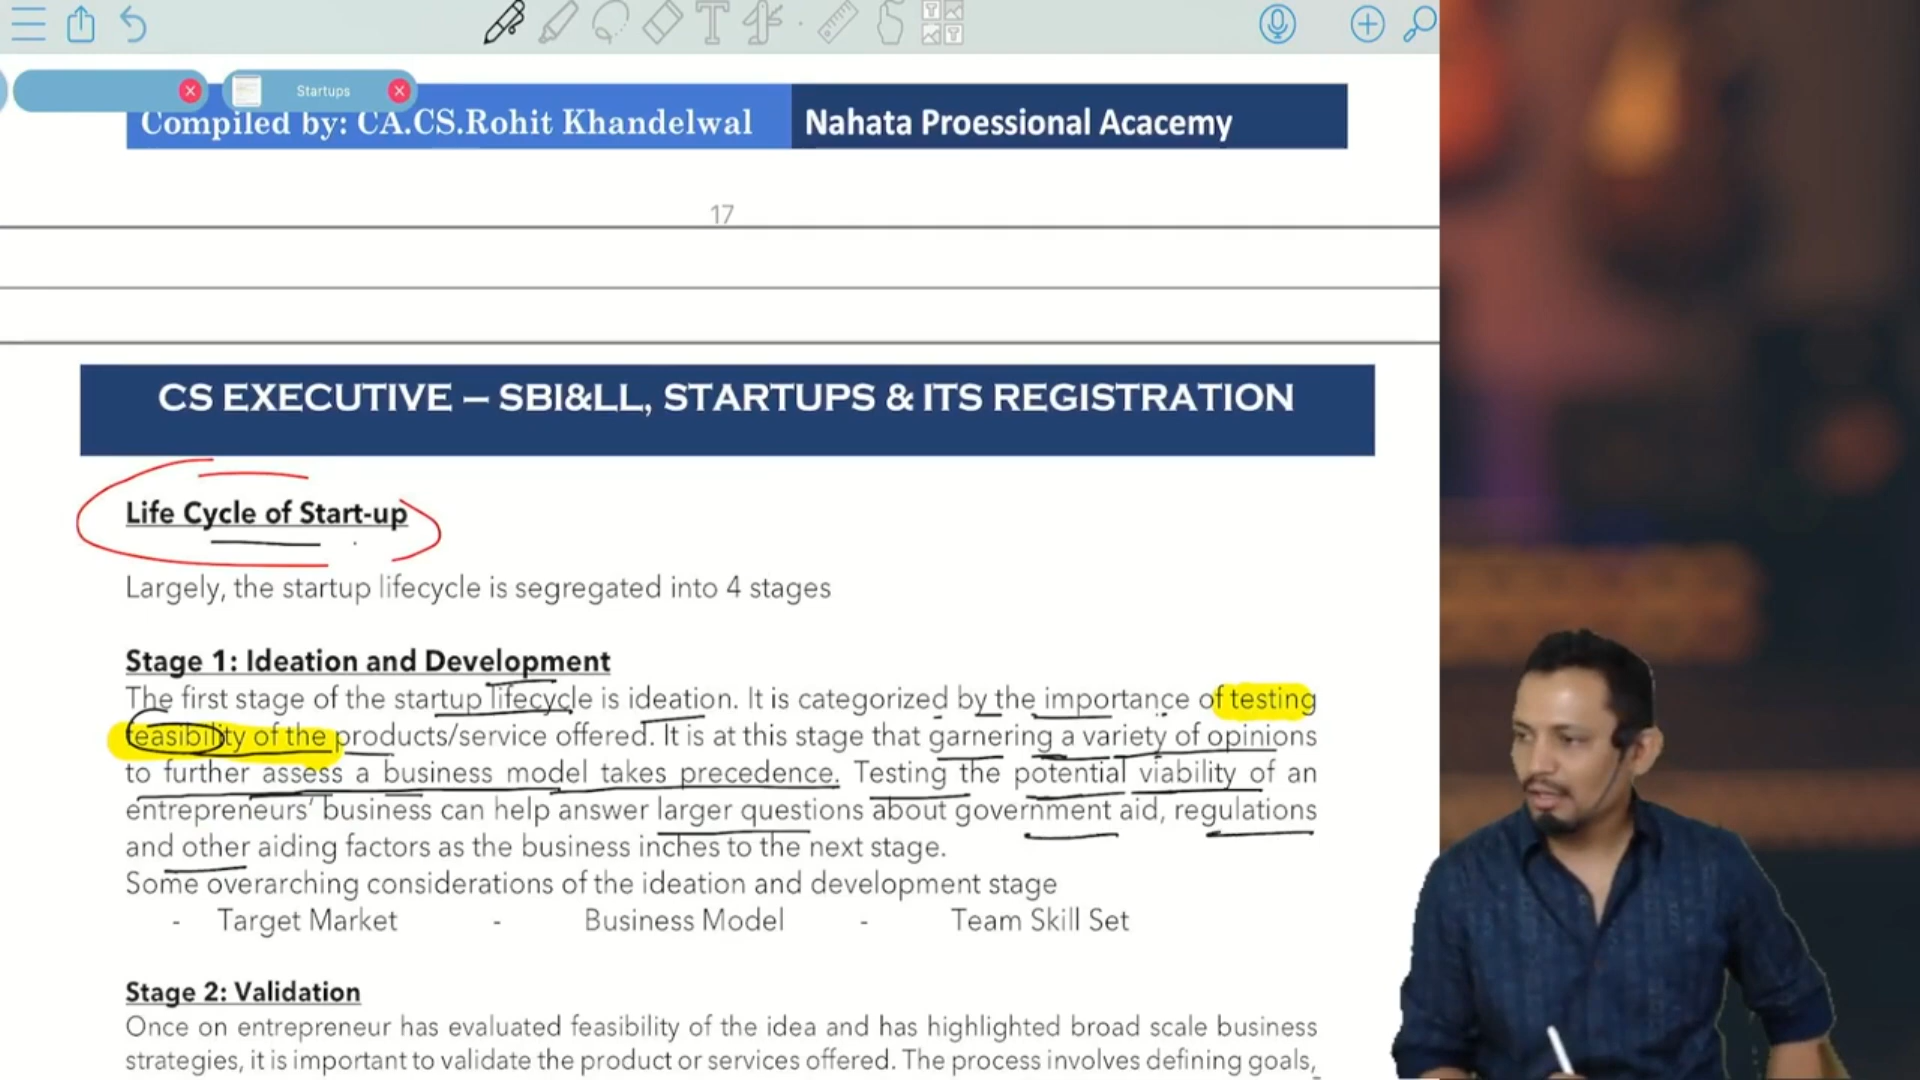 Startups
Compiled by: CA.CS.Rohit Khandelwal Nahata Proessional Acacemy
17
CS EXECUTIVE – SBI&LL, STARTUPS & ITS REGISTRATION
Life Cycle of Start-up
Largely, the startup lifecycle is segregated into 4 stages
Stage 1: Ideation and Development
The first stage of the startup lifecycle is ideation. It is categorized by the importance of testing
feasibility of the products/service offered. It is at this stage that garnering a variety of opinions
to further assess a business model takes precedence. Testing the potential viability of an
entrepreneurs’ business can help answer larger questions about government aid, regulations
and other aiding factors as the business inches to the next stage.
Some overarching considerations of the ideation and development stage
- Target Market - Business Model - Team Skill Set
Stage 2: Validation
Once on entrepreneur has evaluated feasibility of the idea and has highlighted broad scale business
strategies, it is important to validate the product or services offered. The process involves defining goals,